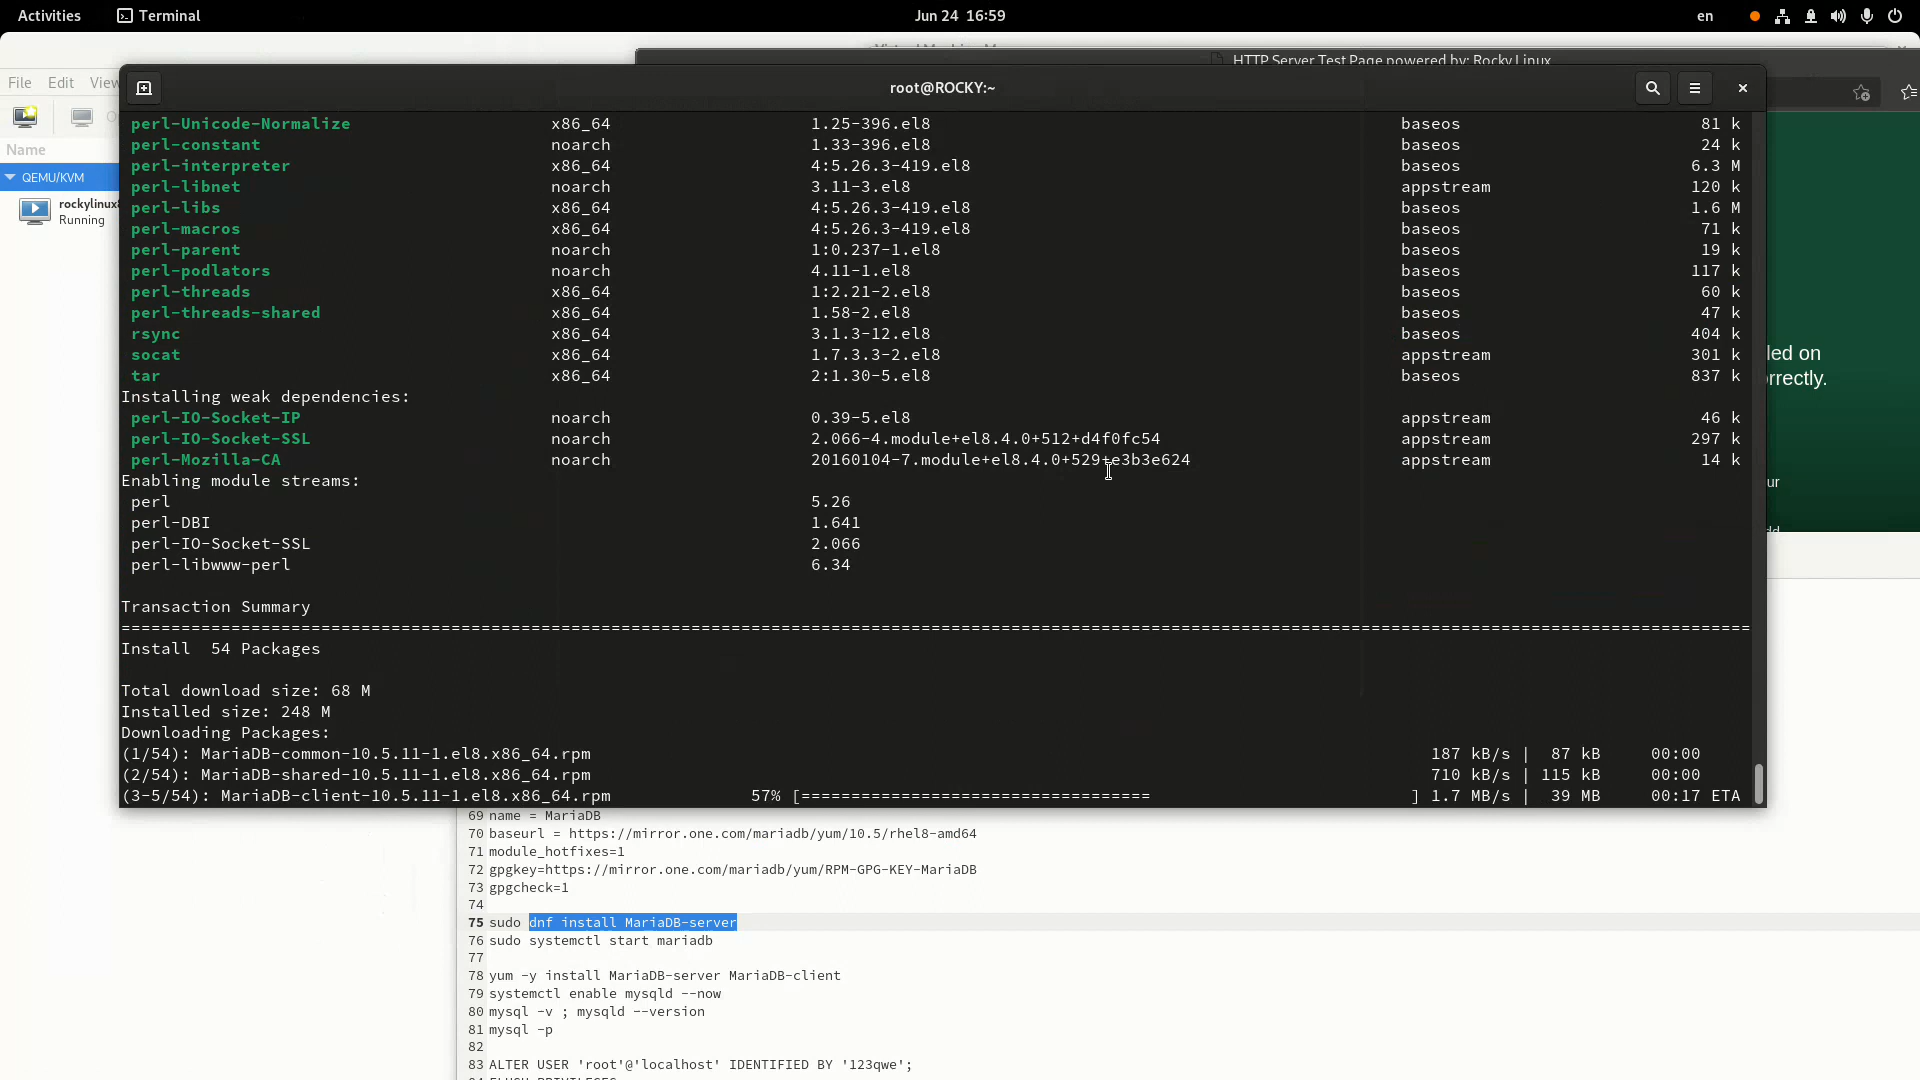 Activities
Terminal
Jun 24 16:59
en
HTTP Server Test Page powered by: Rocky Linux
File Edit View
root@ROCKY:~
Name
QEMU/KVM
rockylinux8
Running
perl-Unicode-Normalize x86_64 1.25-396.el8 baseos 81 k
perl-constant noarch 1.33-396.el8 baseos 24 k
perl-interpreter x86_64 4:5.26.3-419.el8 baseos 6.3 M
perl-libnet noarch 3.11-3.el8 appstream 120 k
perl-libs x86_64 4:5.26.3-419.el8 baseos 1.6 M
perl-macros x86_64 4:5.26.3-419.el8 baseos 71 k
perl-parent noarch 1:0.237-1.el8 baseos 19 k
perl-podlators noarch 4.11-1.el8 baseos 117 k
perl-threads x86_64 1:2.21-2.el8 baseos 60 k
perl-threads-shared x86_64 1.58-2.el8 baseos 47 k
rsync x86_64 3.1.3-12.el8 baseos 404 k
socat x86_64 1.7.3.3-2.el8 appstream 301 k
tar x86_64 2:1.30-5.el8 baseos 837 k
Installing weak dependencies:
perl-IO-Socket-IP noarch 0.39-5.el8 appstream 46 k
perl-IO-Socket-SSL noarch 2.066-4.module+el8.4.0+512+d4f0fc54 appstream 297 k
perl-Mozilla-CA noarch 20160104-7.module+el8.4.0+529+e3b3e624 appstream 14 k
Enabling module streams:
perl 5.26
perl-DBI 1.641
perl-IO-Socket-SSL 2.066
perl-libwww-perl 6.34
Transaction Summary
================================================================================
Install 54 Packages
Total download size: 68 M
Installed size: 248 M
Downloading Packages:
(1/54): MariaDB-common-10.5.11-1.el8.x86_64.rpm 187 kB/s | 87 kB 00:00
(2/54): MariaDB-shared-10.5.11-1.el8.x86_64.rpm 710 kB/s | 115 kB 00:00
(3-5/54): MariaDB-client-10.5.11-1.el8.x86_64.rpm 57% [=================================== ] 1.7 MB/s | 39 MB 00:17 ETA
led on
rrectly.
ur
69 name = MariaDB
70 baseurl = https://mirror.one.com/mariadb/yum/10.5/rhel8-amd64
71 module_hotfixes=1
72 gpgkey=https://mirror.one.com/mariadb/yum/RPM-GPG-KEY-MariaDB
73 gpgcheck=1
74
75 sudo dnf install MariaDB-server
76 sudo systemctl start mariadb
77
78 yum -y install MariaDB-server MariaDB-client
79 systemctl enable mysqld --now
80 mysql -v ; mysqld --version
81 mysql -p
82
83 ALTER USER 'root'@'localhost' IDENTIFIED BY '123qwe';